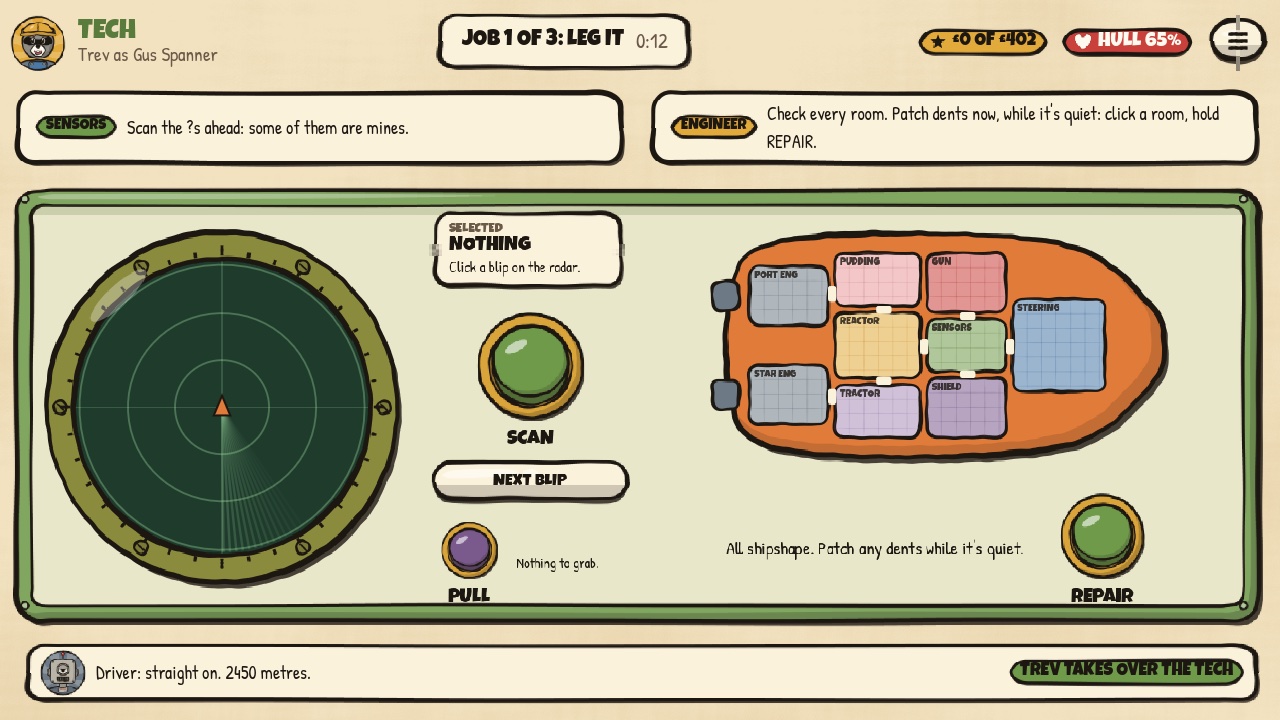 TECH
Trev as Gus Spanner
JOB 1 OF 3: LEG IT 0:12
£0 OF £402
HULL 65%
SENSORS
Scan the ?s ahead: some of them are mines.
ENGINEER
Check every room. Patch dents now, while it's quiet: click a room, hold
REPAIR.
SELECTED
NOTHING
Click a blip on the radar.
SCAN
NEXT BLIP
PULL
Nothing to grab.
PORT ENG
PUDDING
GUN
REACTOR
SENSORS
STEERING
STAR ENG
TRACTOR
SHIELD
All shipshape. Patch any dents while it's quiet.
REPAIR
Driver: straight on. 2450 metres.
TREV TAKES OVER THE TECH